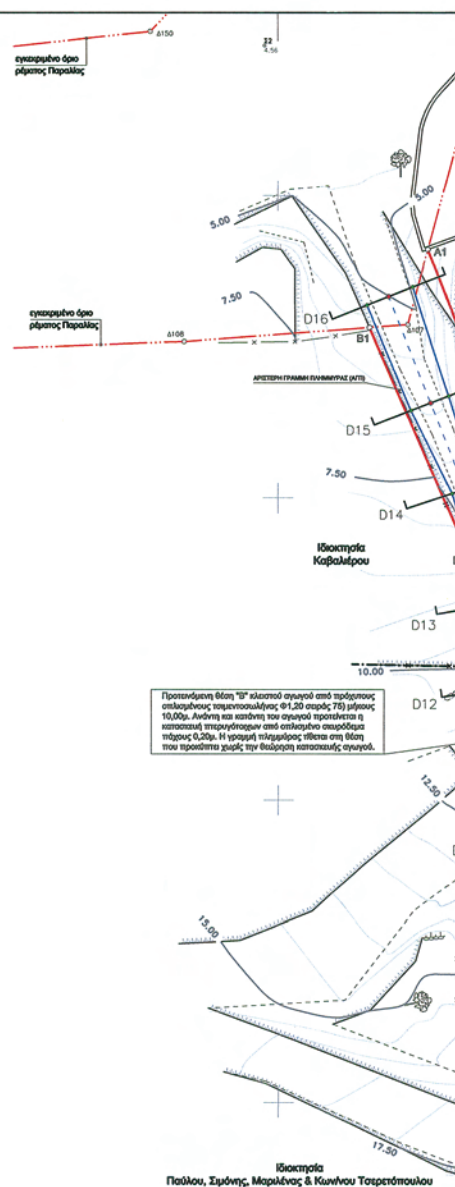 Δ150
εγκεκριμένο όριο
ρέματος Παραλίας
12
4.56
5.00
5.00
A1
7.50
D16
εγκεκριμένο όριο
ρέματος Παραλίας
Δ108
Δ107
B1
ΑΡΙΣΤΕΡΗ ΓΡΑΜΜΗ ΠΛΗΜΜΥΡΑΣ (ΑΓΠ)
D15
7.50
D14
Ιδιοκτησία
Καβαλιέρου
D13
10.00
D12
Προτεινόμενη θέση "Β" κλειστού αγωγού από πρόχυτους
οπλισμένους τσιμεντοσωλήνας Φ1,20 σειράς 75) μήκους
10,00μ. Ανάντη και κατάντη του αγωγού προτείνεται η
κατασκευή πτερυγότοιχων από οπλισμένο σκυρόδεμα
πάχους 0,20μ. Η γραμμή πλημμύρας τίθεται στη θέση
που προκύπτει χωρίς την θεώρηση κατασκευής αγωγού.
12.50
15.00
17.50
Ιδιοκτησία
Παύλου, Σιμόνης, Μαριλένας & Κων/νου Τσερετόπουλου